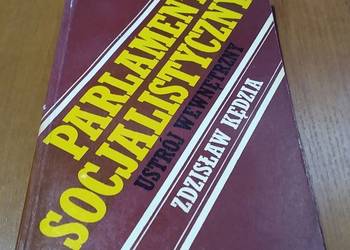 PARLAMENT
SOCJALISTYCZNY
USTRÓJ WEWNĘTRZNY
ZDZISŁAW KĘDZIA